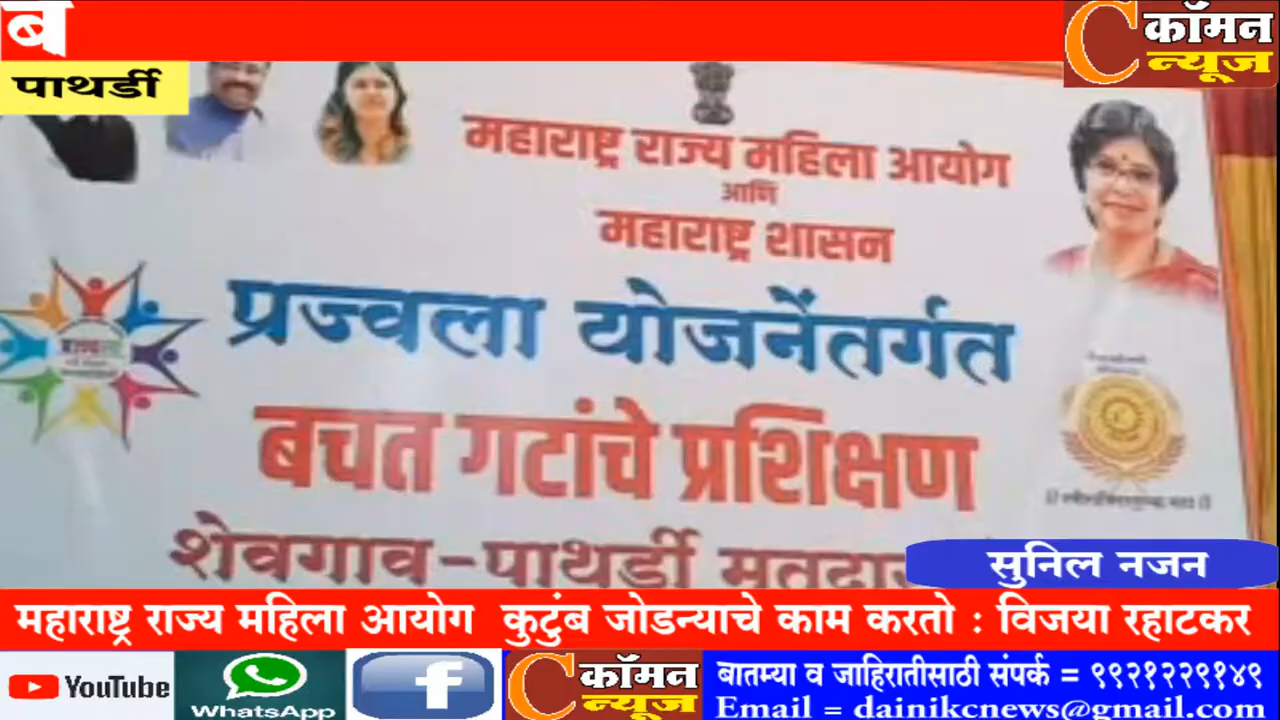 ब
कॉमन
न्यूज
पाथर्डी
महाराष्ट्र राज्य महिला आयोग
आणि
महाराष्ट्र शासन
प्रज्वला योजनेंतर्गत
बचत गटांचे प्रशिक्षण
शेवगाव-पाथर्डी
सुनिल नजन
महाराष्ट्र राज्य महिला आयोग कुटुंब जोडन्याचे काम करतो : विजया रहाटकर
YouTube
WhatsApp
f
कॉमन
न्यूज
बातम्या व जाहिरातीसाठी संपर्क = ९९२१२२९१४९
Email = dainikcnews@gmail.com